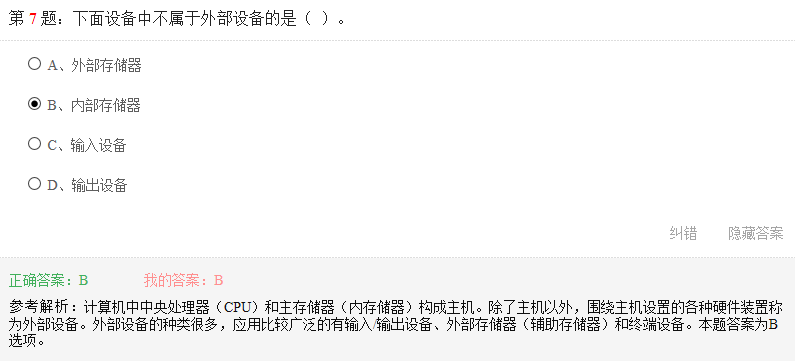 第 7 题：下面设备中不属于外部设备的是（ ）。
A、外部存储器
B、内部存储器
C、输入设备
D、输出设备
纠错 隐藏答案
正确答案：B 我的答案：B
参考解析：计算机中中央处理器（CPU）和主存储器（内存储器）构成主机。除了主机以外，围绕主机设置的各种硬件装置称
为外部设备。外部设备的种类很多，应用比较广泛的有输入/输出设备、外部存储器（辅助存储器）和终端设备。本题答案为B
选项。